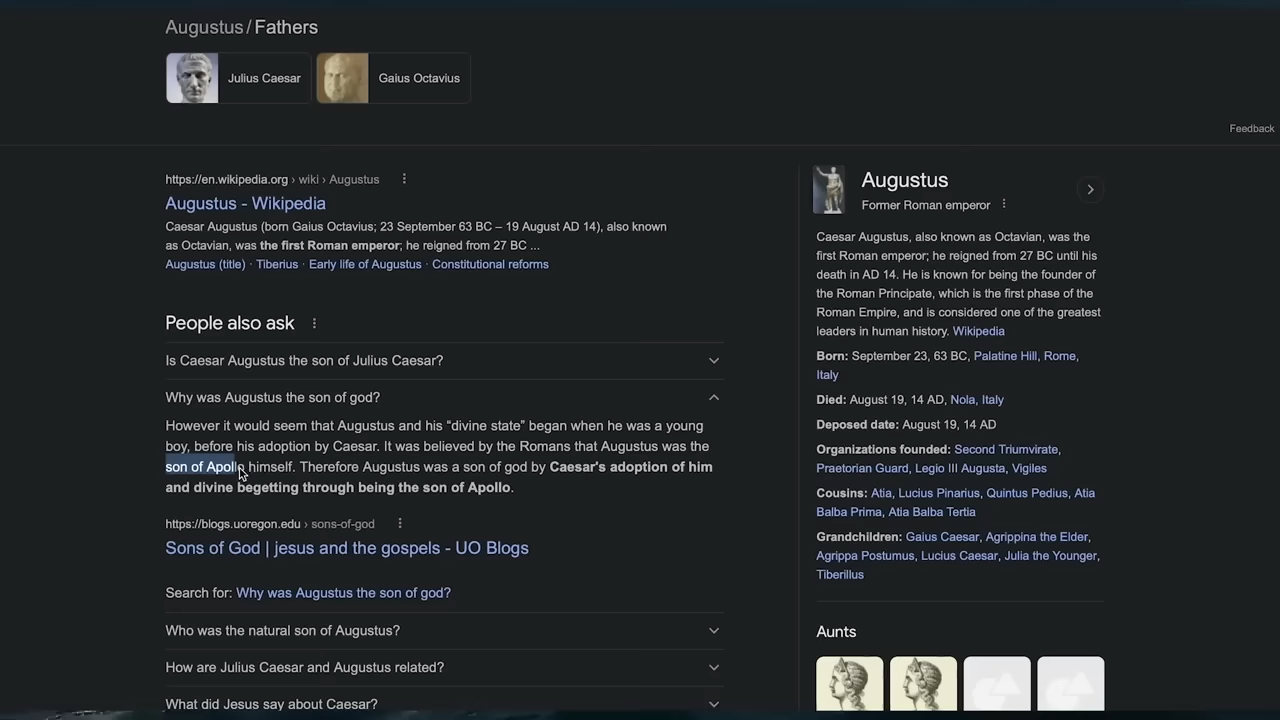 Augustus / Fathers
Julius Caesar
Gaius Octavius
Feedback
https://en.wikipedia.org › wiki › Augustus
Augustus - Wikipedia
Caesar Augustus (born Gaius Octavius; 23 September 63 BC – 19 August AD 14), also known
as Octavian, was the first Roman emperor; he reigned from 27 BC ...
Augustus (title) · Tiberius · Early life of Augustus · Constitutional reforms
People also ask
Is Caesar Augustus the son of Julius Caesar?
Why was Augustus the son of god?
However it would seem that Augustus and his “divine state” began when he was a young
boy, before his adoption by Caesar. It was believed by the Romans that Augustus was the
son of Apollo himself. Therefore Augustus was a son of god by Caesar's adoption of him
and divine begetting through being the son of Apollo.
https://blogs.uoregon.edu › sons-of-god
Sons of God | jesus and the gospels - UO Blogs
Search for: Why was Augustus the son of god?
Who was the natural son of Augustus?
How are Julius Caesar and Augustus related?
What did Jesus say about Caesar?
Augustus
Former Roman emperor
Caesar Augustus, also known as Octavian, was the
first Roman emperor; he reigned from 27 BC until his
death in AD 14. He is known for being the founder of
the Roman Principate, which is the first phase of the
Roman Empire, and is considered one of the greatest
leaders in human history. Wikipedia
Born: September 23, 63 BC, Palatine Hill, Rome,
Italy
Died: August 19, 14 AD, Nola, Italy
Deposed date: August 19, 14 AD
Organizations founded: Second Triumvirate,
Praetorian Guard, Legio III Augusta, Vigiles
Cousins: Atia, Lucius Pinarius, Quintus Pedius, Atia
Balba Prima, Atia Balba Tertia
Grandchildren: Gaius Caesar, Agrippina the Elder,
Agrippa Postumus, Lucius Caesar, Julia the Younger,
Tiberillus
Aunts